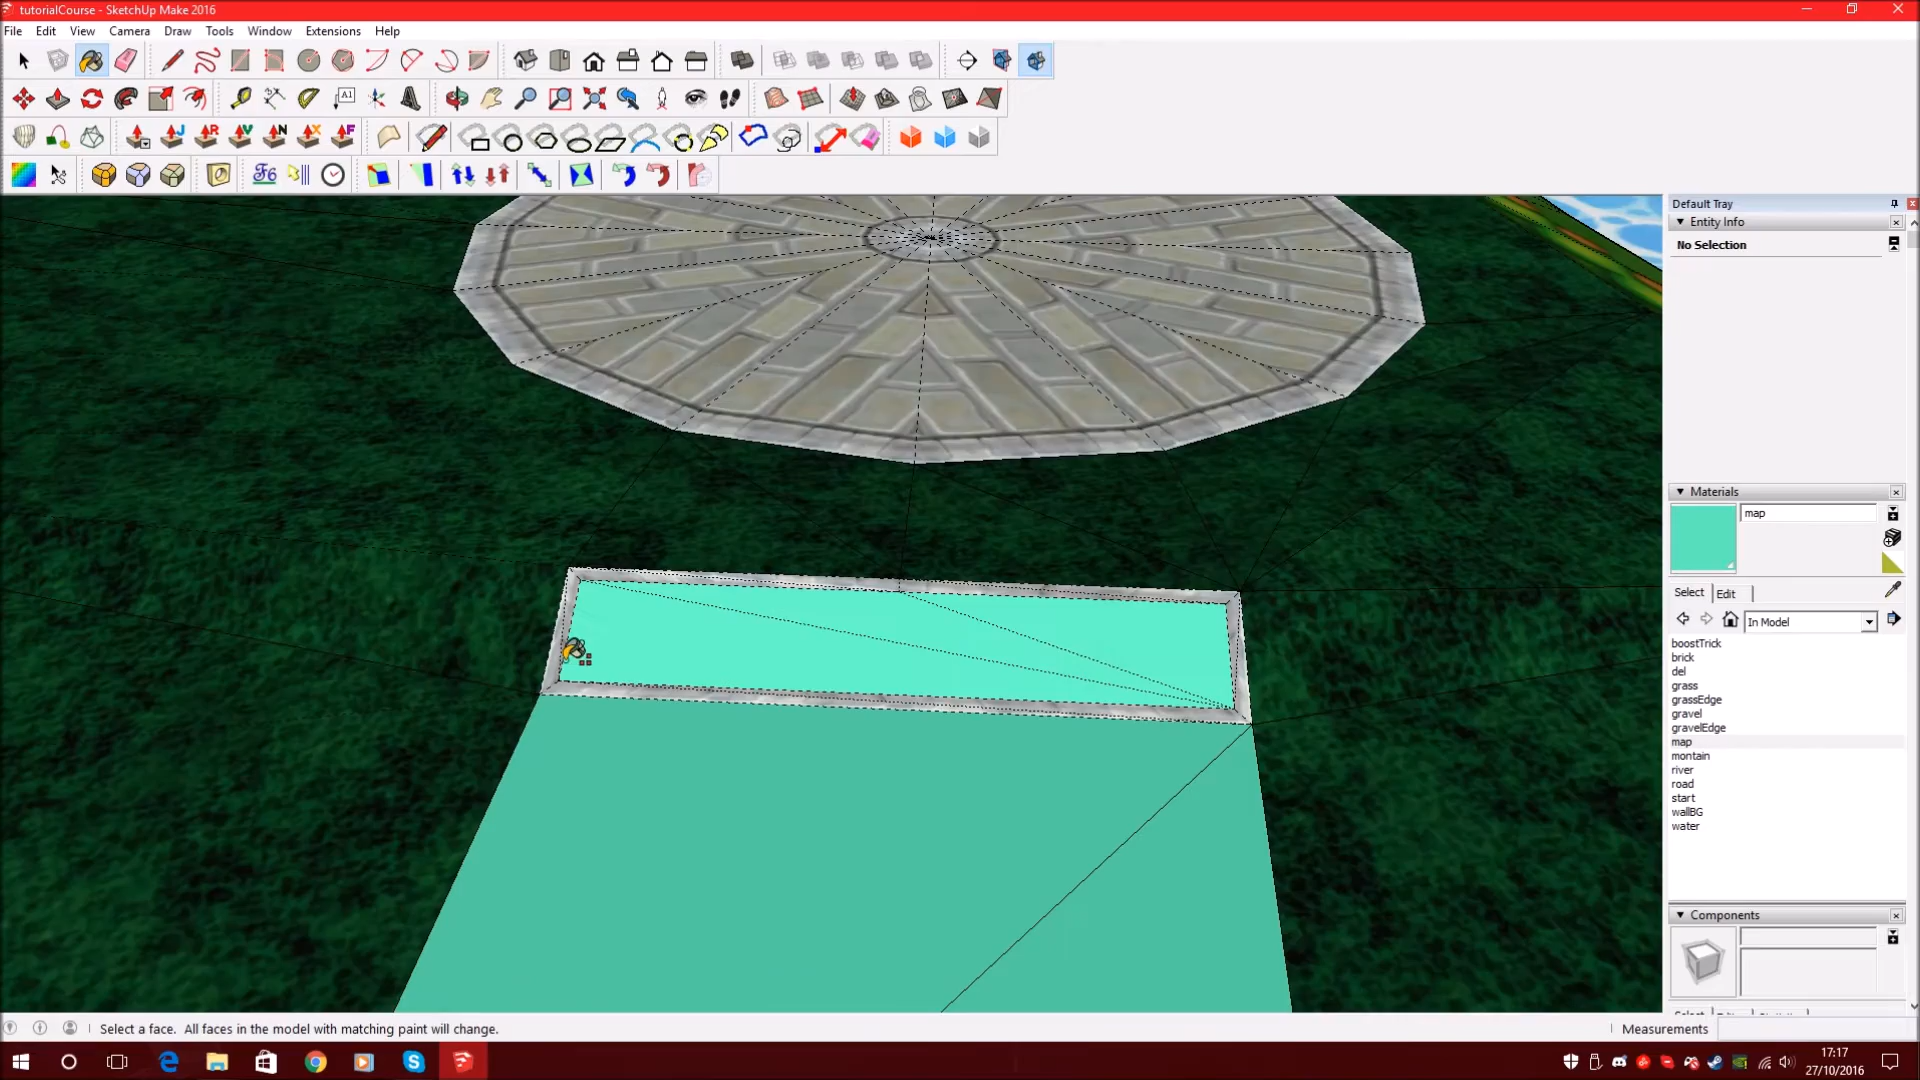 tutorialCourse - SketchUp Make 2016
File Edit View Camera Draw Tools Window Extensions Help
A1
J R V N X F
F6
Default Tray
Entity Info
No Selection
Materials
map
Select Edit
In Model
boostTrick
brick
del
grass
grassEdge
gravel
gravelEdge
map
montain
river
road
start
wallBG
water
Components
Select a face. All faces in the model with matching paint will change.
Measurements
17:17
27/10/2016